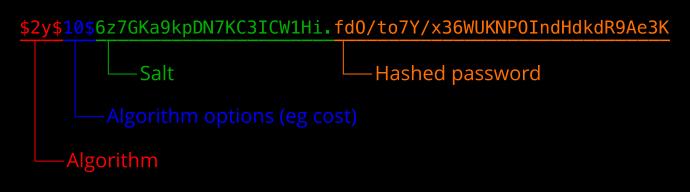 $2y$10$6z7GKa9kpDN7KC3ICW1Hi.fdO/to7Y/x36WUKNPOIndHdkdR9Ae3K
Salt
Hashed password
Algorithm options (eg cost)
Algorithm